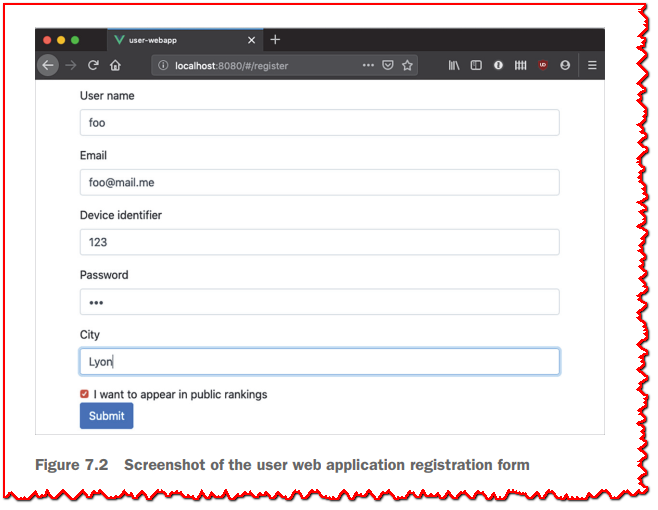 user-webapp
localhost:8080/#/register
User name
foo
Email
foo@mail.me
Device identifier
123
Password
•••
City
Lyon
I want to appear in public rankings
Submit
Figure 7.2 Screenshot of the user web application registration form